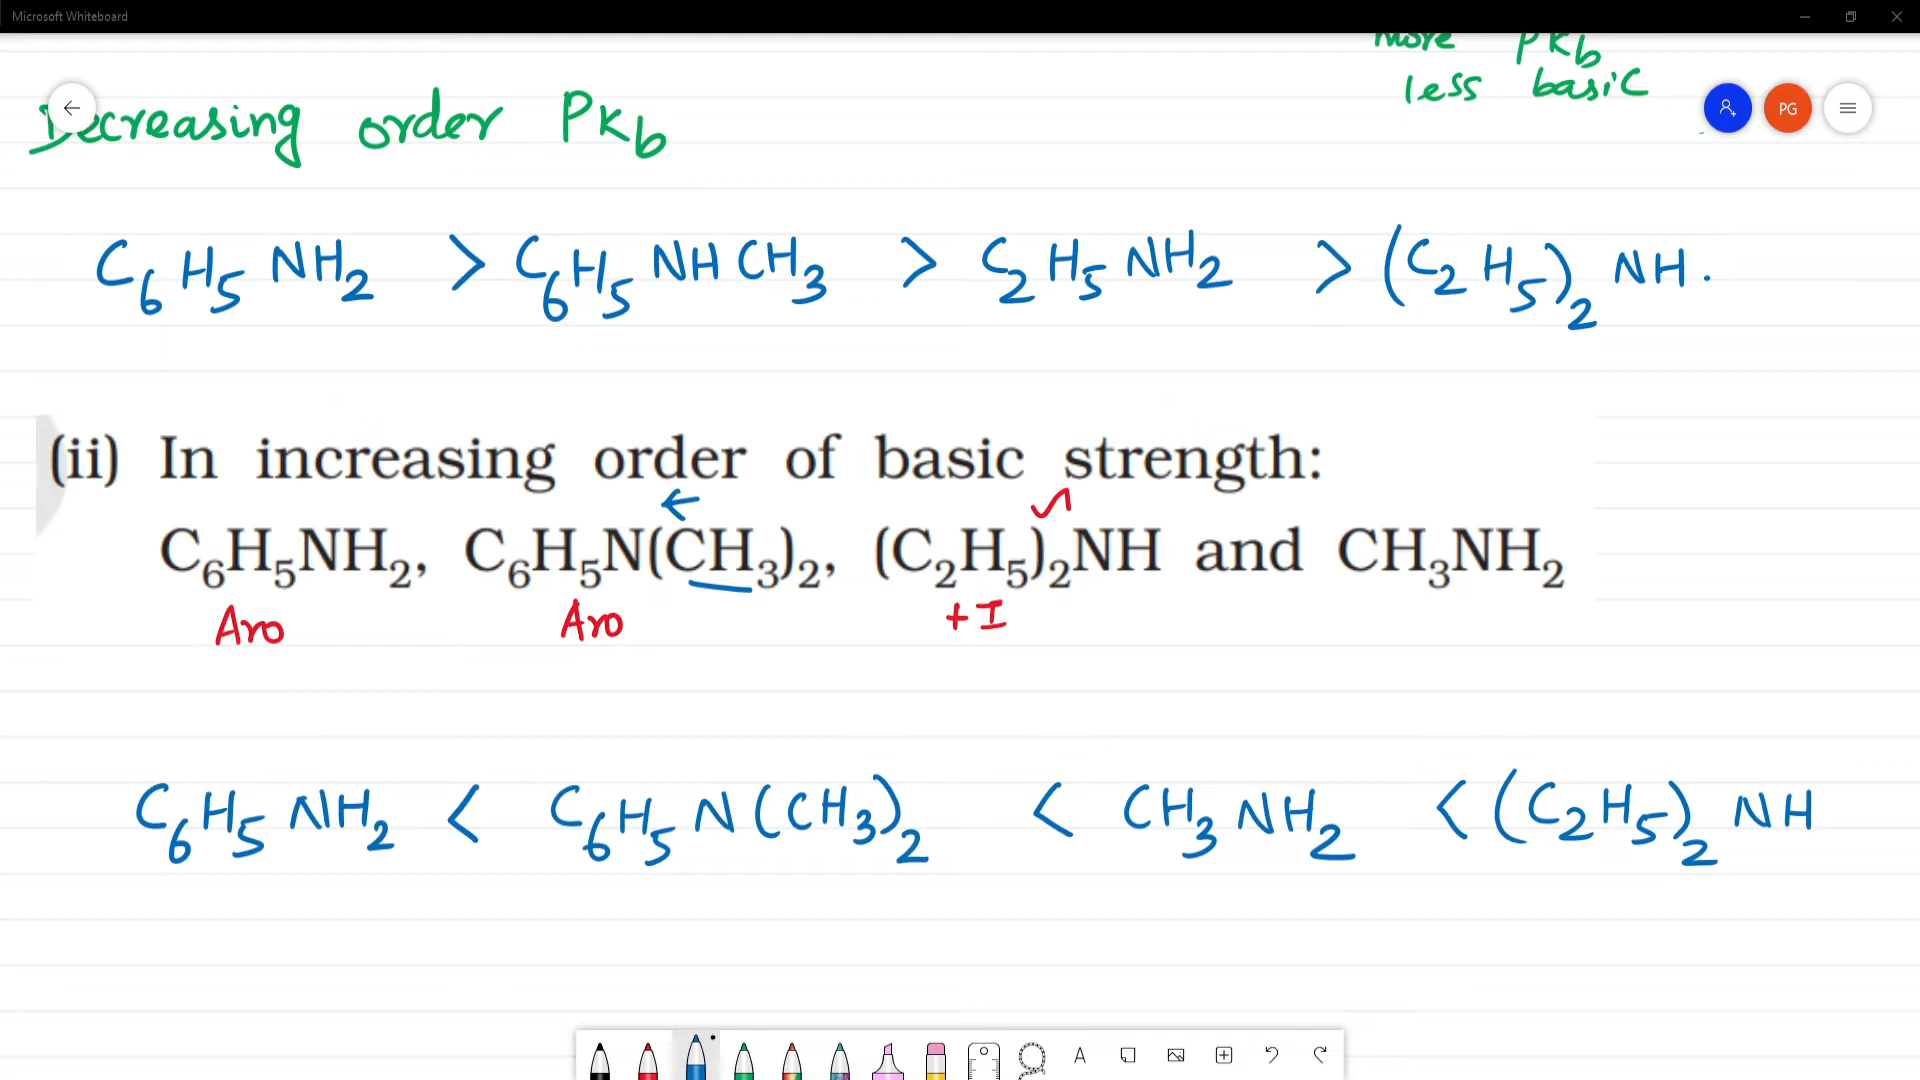 Microsoft Whiteboard
more PKb
less basic
Decreasing order PKb
PG
C6H5NH2 > C6H5NHCH3 > C2H5NH2 > (C2H5)2NH.
(ii) In increasing order of basic strength:
C6H5NH2, C6H5N(CH3)2, (C2H5)2NH and CH3NH2
Aro Aro +I
C6H5NH2 < C6H5N(CH3)2 < CH3NH2 < (C2H5)2NH
A